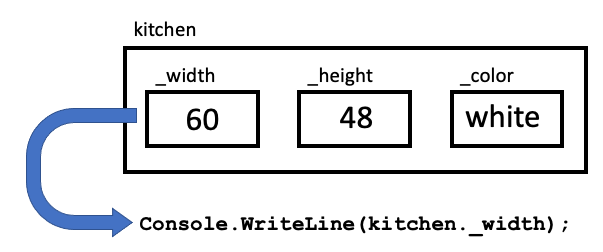 kitchen
_width _height _color
60 48 white
Console.WriteLine(kitchen._width);